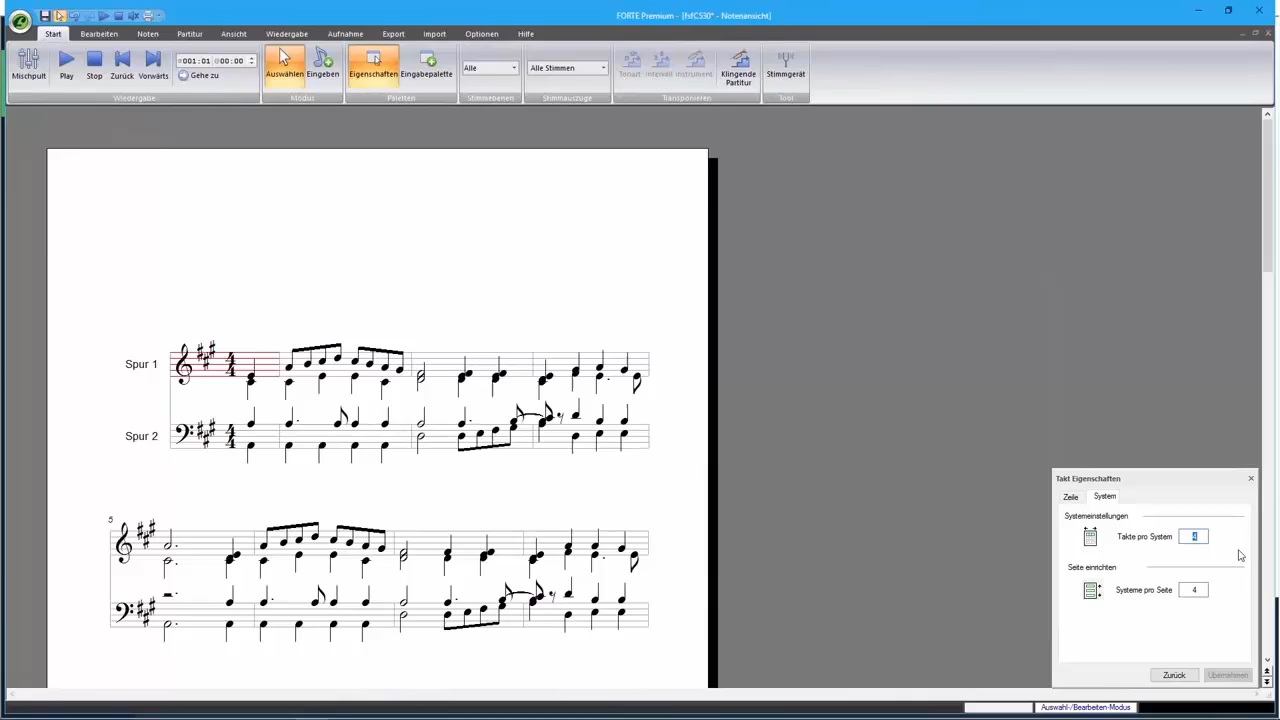 FORTE Premium - [fsfC530* - Notenansicht]
Start Bearbeiten Noten Partitur Ansicht Wiedergabe Aufnahme Export Import Optionen Hilfe
001:01 00:00
Gehe zu
Alle
Alle Stimmen
Mischpult Play Stop Zurück Vorwärts Auswählen Eingeben Eigenschaften Eingabepalette Tonart Intervall Instrument Klingende Partitur Stimmgerät
Wiedergabe Modus Paletten Stimmebenen Stimmauszüge Transponieren Tool
Spur 1
Spur 2
5
Takt Eigenschaften
Zeile System
Systemeinstellungen
Takte pro System 4
Seite einrichten
Systeme pro Seite 4
Zurück Übernehmen
Auswahl-/Bearbeiten-Modus